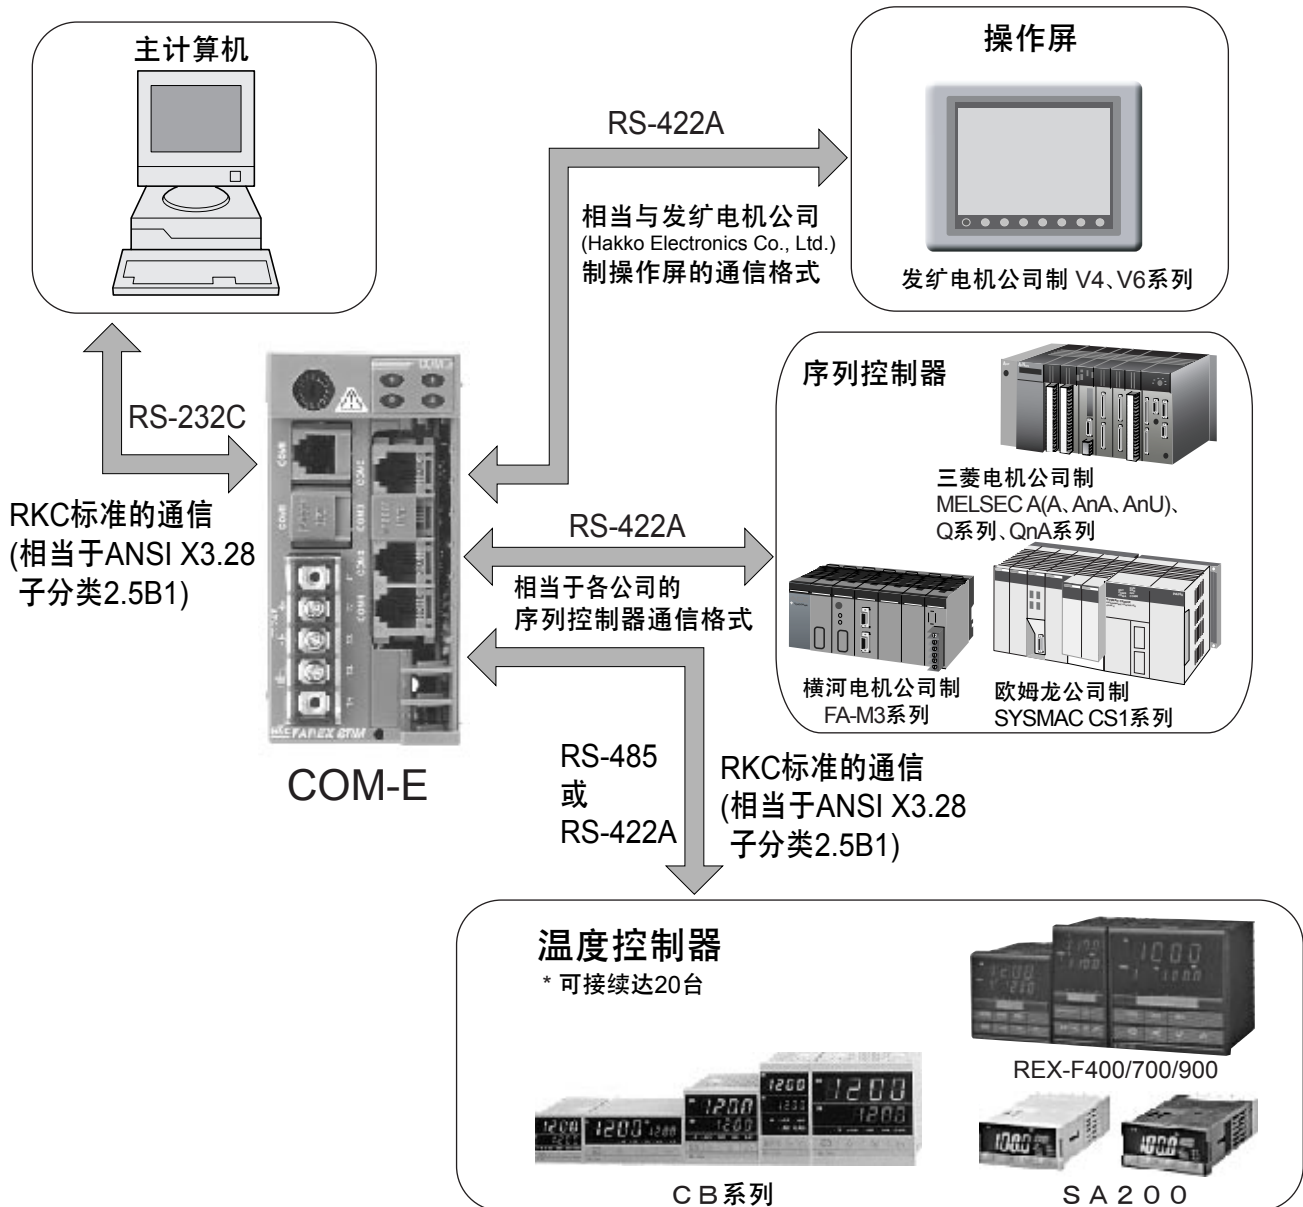 主计算机
操作屏
RS-422A
相当与发纩电机公司
(Hakko Electronics Co., Ltd.)
制操作屏的通信格式
发纩电机公司制 V4、V6系列
RS-232C
RKC标准的通信
(相当于ANSI X3.28
子分类2.5B1)
COM-E
序列控制器
三菱电机公司制
MELSEC A(A、AnA、AnU)、
Q系列、QnA系列
RS-422A
相当于各公司的
序列控制器通信格式
横河电机公司制
FA-M3系列
欧姆龙公司制
SYSMAC CS1系列
RS-485
或
RS-422A
RKC标准的通信
(相当于ANSI X3.28
子分类2.5B1)
温度控制器
* 可接续达20台
REX-F400/700/900
CB系列
SA200